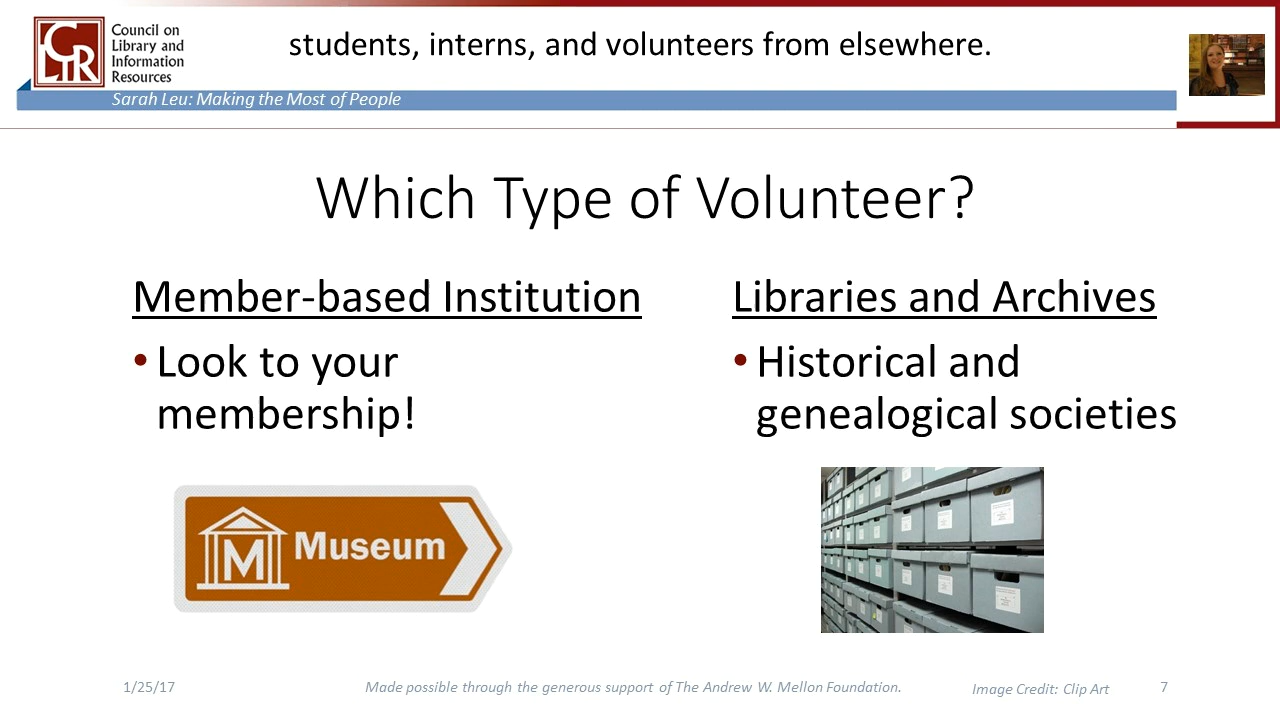 CLIR
Council on
Library and
Information
Resources
students, interns, and volunteers from elsewhere.
Sarah Leu: Making the Most of People
Which Type of Volunteer?
Member-based Institution
• Look to your
membership!
Libraries and Archives
• Historical and
genealogical societies
M Museum
1/25/17
Made possible through the generous support of The Andrew W. Mellon Foundation.
Image Credit: Clip Art
7